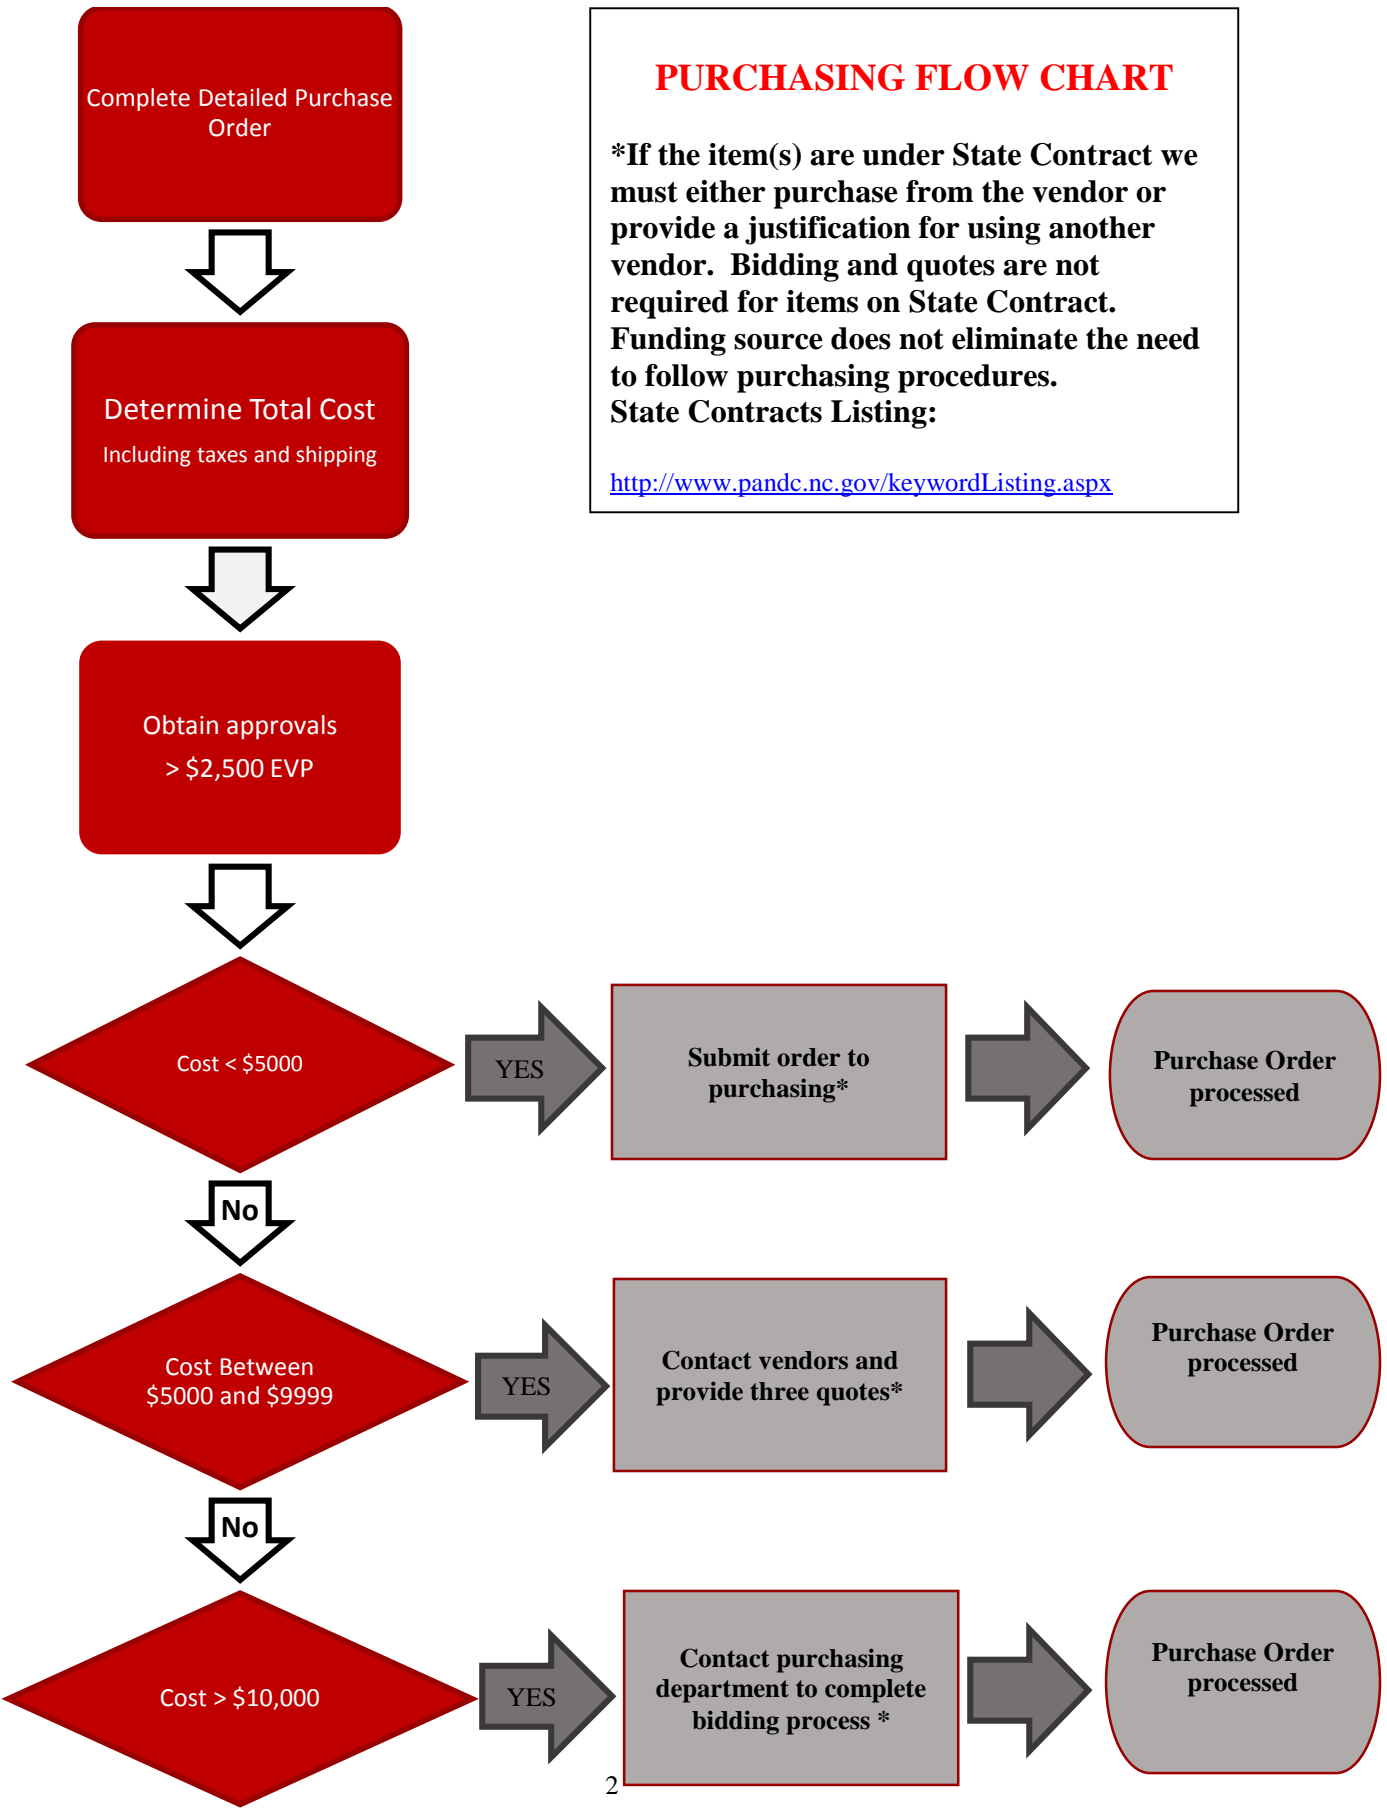 Complete Detailed Purchase
Order
PURCHASING FLOW CHART
*If the item(s) are under State Contract we
must either purchase from the vendor or
provide a justification for using another
vendor.  Bidding and quotes are not
required for items on State Contract.
Funding source does not eliminate the need
to follow purchasing procedures.
State Contracts Listing:
http://www.pandc.nc.gov/keywordListing.aspx
Determine Total Cost
Including taxes and shipping
Obtain approvals
> $2,500 EVP
Cost < $5000
YES
Submit order to
purchasing*
Purchase Order
processed
No
Cost Between
$5000 and $9999
YES
Contact vendors and
provide three quotes*
Purchase Order
processed
No
Cost > $10,000
YES
Contact purchasing
department to complete
bidding process *
Purchase Order
processed
2